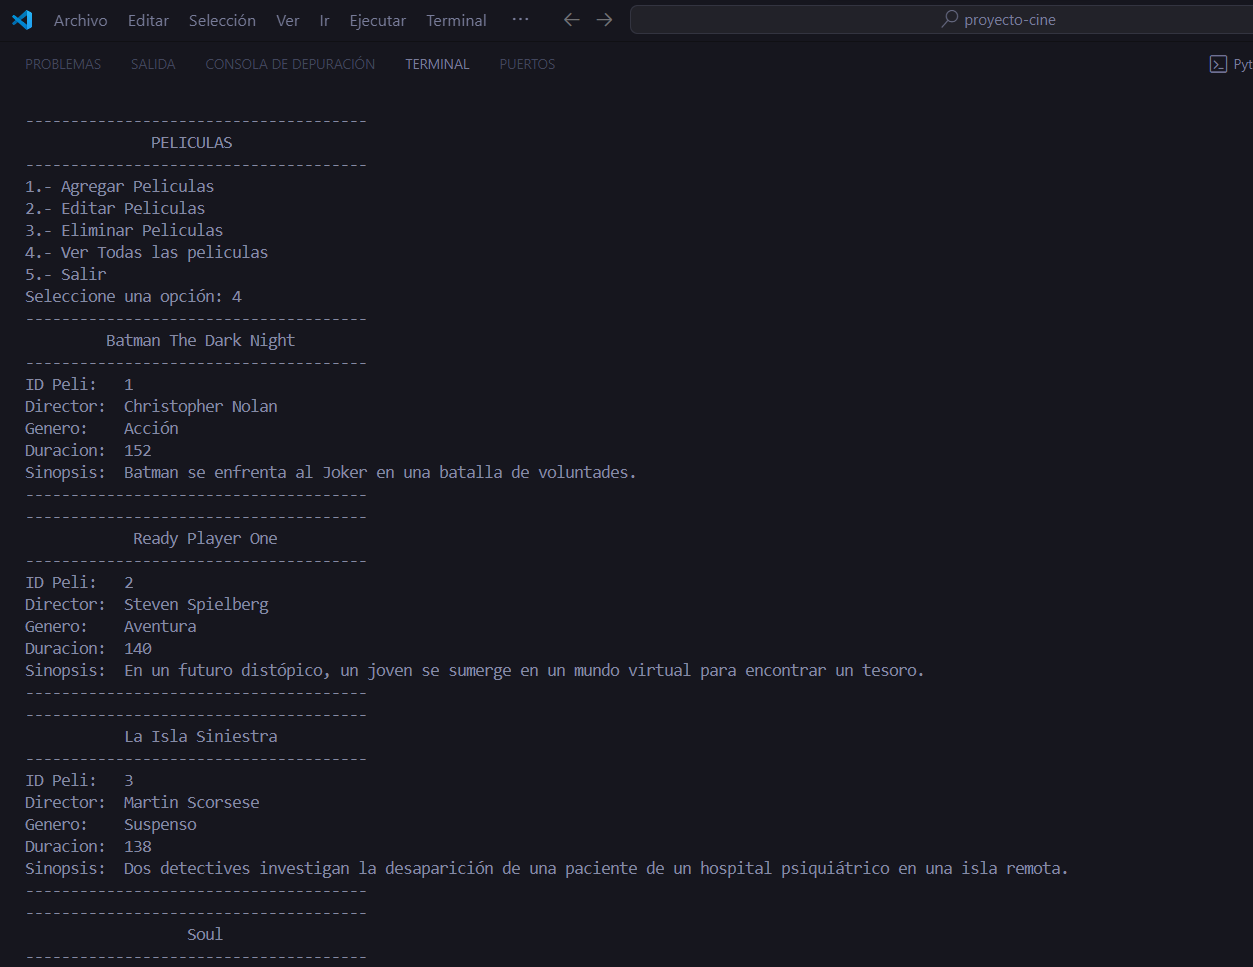 Archivo Editar Selección Ver Ir Ejecutar Terminal ··· ← → proyecto-cine
PROBLEMAS SALIDA CONSOLA DE DEPURACIÓN TERMINAL PUERTOS Pyt
--------------------------------------
PELICULAS
--------------------------------------
1.- Agregar Peliculas
2.- Editar Peliculas
3.- Eliminar Peliculas
4.- Ver Todas las peliculas
5.- Salir
Seleccione una opción: 4
--------------------------------------
Batman The Dark Night
--------------------------------------
ID Peli: 1
Director: Christopher Nolan
Genero: Acción
Duracion: 152
Sinopsis: Batman se enfrenta al Joker en una batalla de voluntades.
--------------------------------------
--------------------------------------
Ready Player One
--------------------------------------
ID Peli: 2
Director: Steven Spielberg
Genero: Aventura
Duracion: 140
Sinopsis: En un futuro distópico, un joven se sumerge en un mundo virtual para encontrar un tesoro.
--------------------------------------
--------------------------------------
La Isla Siniestra
--------------------------------------
ID Peli: 3
Director: Martin Scorsese
Genero: Suspenso
Duracion: 138
Sinopsis: Dos detectives investigan la desaparición de una paciente de un hospital psiquiátrico en una isla remota.
--------------------------------------
--------------------------------------
Soul
--------------------------------------